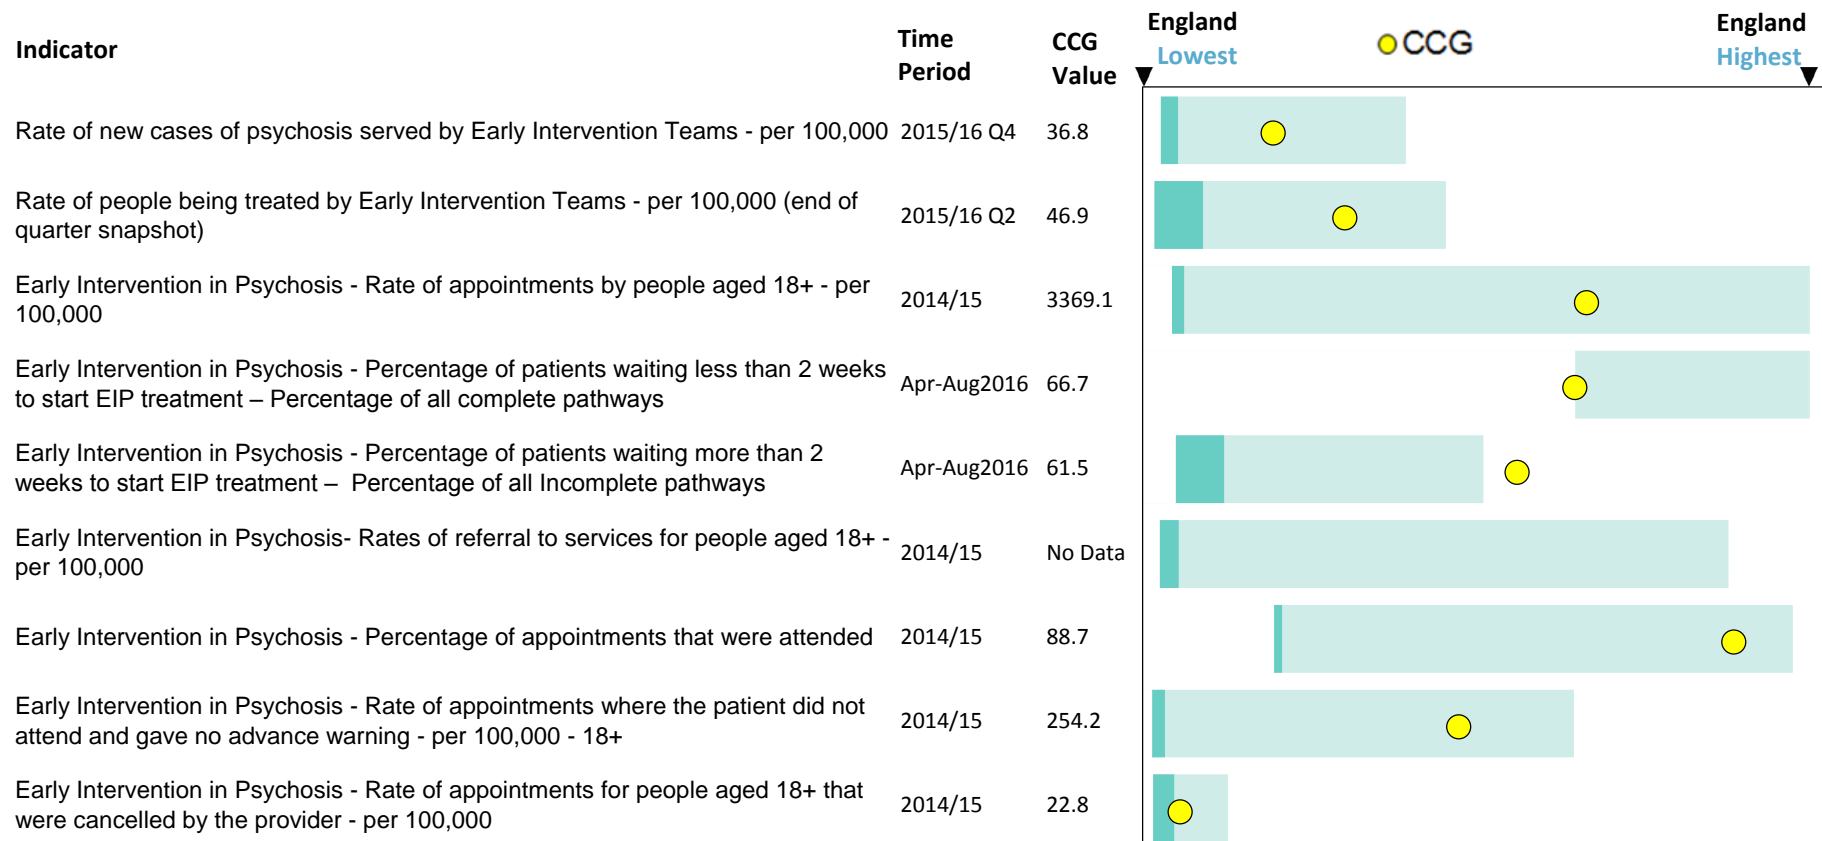 Indicator
Time
Period
CCG
Value
England
Lowest
CCG
England
Highest
Rate of new cases of psychosis served by Early Intervention Teams - per 100,000 2015/16 Q4 36.8
Rate of people being treated by Early Intervention Teams - per 100,000 (end of
quarter snapshot)
2015/16 Q2 46.9
Early Intervention in Psychosis - Rate of appointments by people aged 18+ - per
100,000
2014/15 3369.1
Early Intervention in Psychosis - Percentage of patients waiting less than 2 weeks
to start EIP treatment – Percentage of all complete pathways
Apr-Aug2016 66.7
Early Intervention in Psychosis - Percentage of patients waiting more than 2
weeks to start EIP treatment – Percentage of all Incomplete pathways
Apr-Aug2016 61.5
Early Intervention in Psychosis- Rates of referral to services for people aged 18+ -
per 100,000
2014/15 No Data
Early Intervention in Psychosis - Percentage of appointments that were attended 2014/15 88.7
Early Intervention in Psychosis - Rate of appointments where the patient did not
attend and gave no advance warning - per 100,000 - 18+
2014/15 254.2
Early Intervention in Psychosis - Rate of appointments for people aged 18+ that
were cancelled by the provider - per 100,000
2014/15 22.8